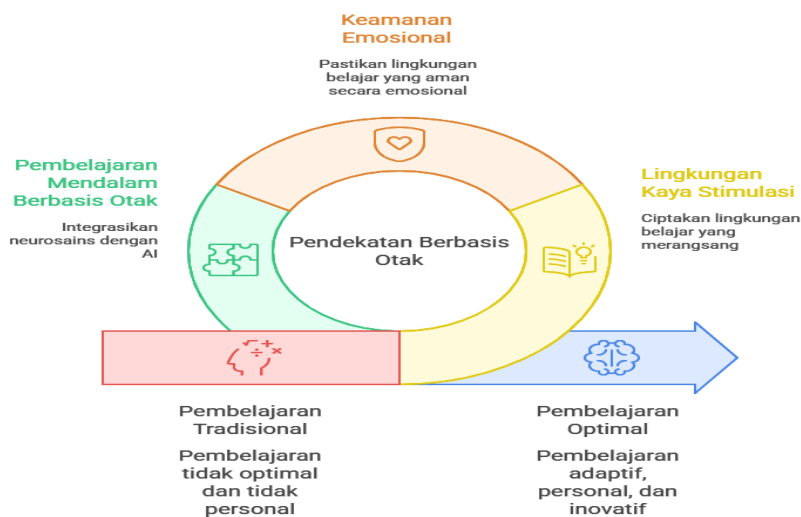 Keamanan
Emosional
Pastikan lingkungan
belajar yang aman
secara emosional
Pembelajaran
Mendalam
Berbasis Otak
Integrasikan
neurosains dengan
AI
Lingkungan
Kaya Stimulasi
Ciptakan lingkungan
belajar yang
merangsang
Pendekatan Berbasis
Otak
Pembelajaran
Tradisional
Pembelajaran
tidak optimal
dan tidak
personal
Pembelajaran
Optimal
Pembelajaran
adaptif,
personal, dan
inovatif